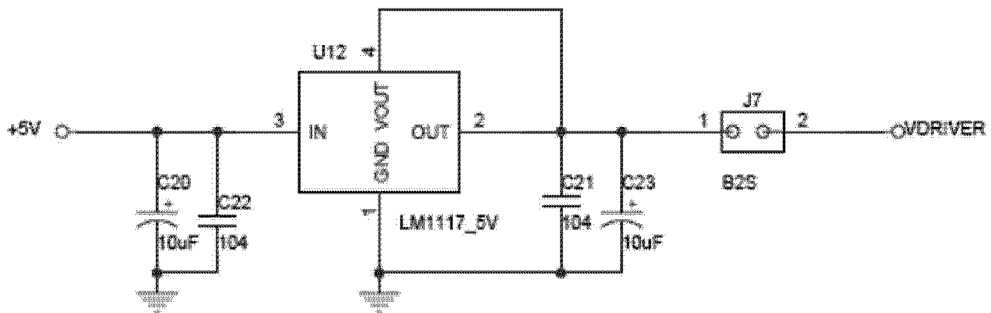 U12
4
J7
+5V
3
IN
GND VOUT
OUT
2
1
2
VDRIVER
C20
C22
C21
C23
B2S
10uF
104
1
LM1117_5V
104
10uF